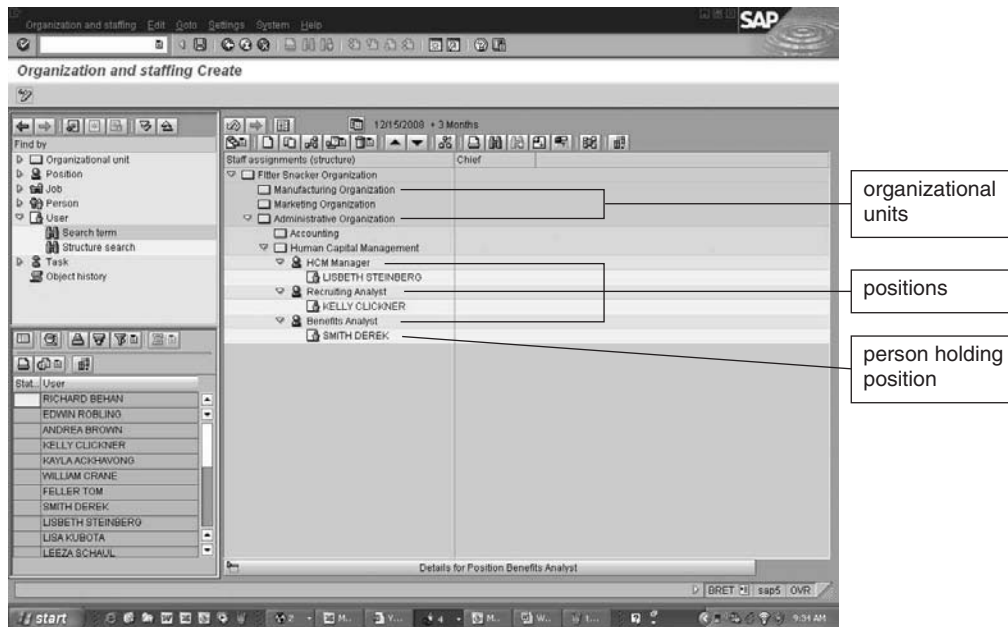 Organization and staffing Edit Goto Settings System Help
SAP
Organization and staffing Create
12/15/2008 + 3 Months
Find by
Organizational unit
Position
Job
Person
User
Search term
Structure search
Task
Object history
Staff assignments (structure) Chief
Fitter Snacker Organization
Manufacturing Organization
Marketing Organization
Administrative Organization
Accounting
Human Capital Management
HCM Manager
LISBETH STEINBERG
Recruiting Analyst
KELLY CLICKNER
Benefits Analyst
SMITH DEREK
organizational
units
positions
person holding
position
Stat.. User
RICHARD BEHAN
EDWIN ROBLING
ANDREA BROWN
KELLY CLICKNER
KAYLA ACKHAVONG
WILLIAM CRANE
FELLER TOM
SMITH DEREK
LISBETH STEINBERG
LISA KUBOTA
LEEZA SCHAUL
Details for Position Benefits Analyst
BRET sap5 OVR
start 2 M... Y... 4 M... W... 9:34 AM